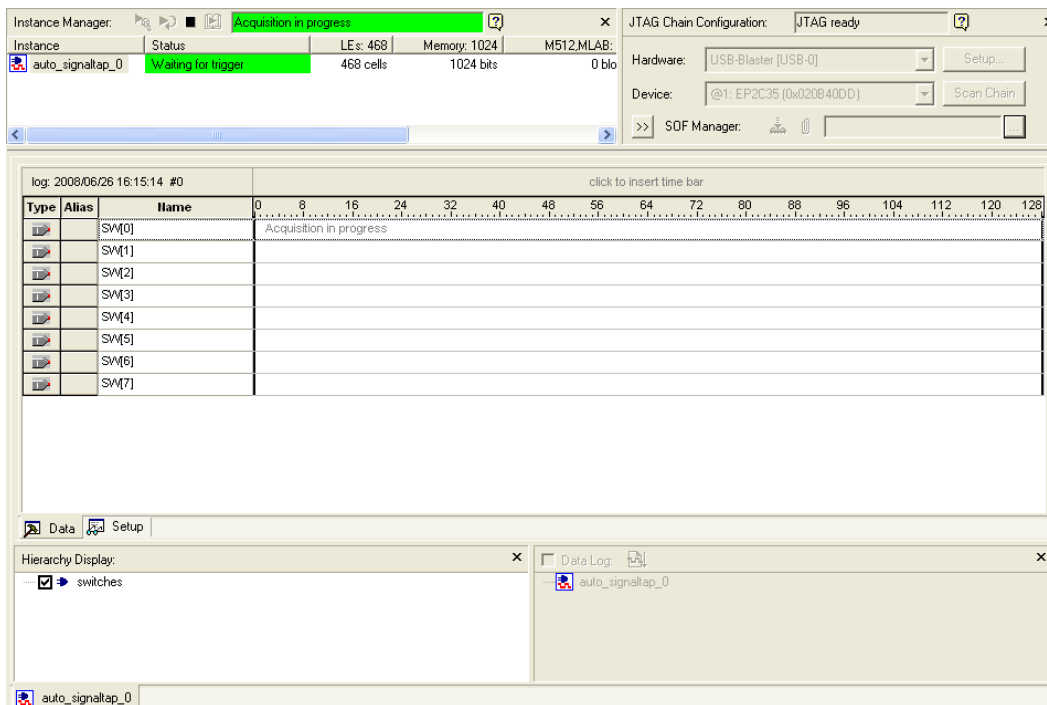 Instance Manager: Acquisition in progress
JTAG Chain Configuration: JTAG ready
Instance Status LEs: 468 Memory: 1024 M512,MLAB:
auto_signaltap_0 Waiting for trigger 468 cells 1024 bits 0 blo
Hardware: USB-Blaster [USB-0] Setup...
Device: @1: EP2C35 (0x020B40DD) Scan Chain
>> SOF Manager: ...
log: 2008/06/26 16:15:14 #0 click to insert time bar
Type Alias Name 0 8 16 24 32 40 48 56 64 72 80 88 96 104 112 120 128
SW[0] Acquisition in progress
SW[1]
SW[2]
SW[3]
SW[4]
SW[5]
SW[6]
SW[7]
Data Setup
Hierarchy Display:
switches
Data Log:
auto_signaltap_0
auto_signaltap_0